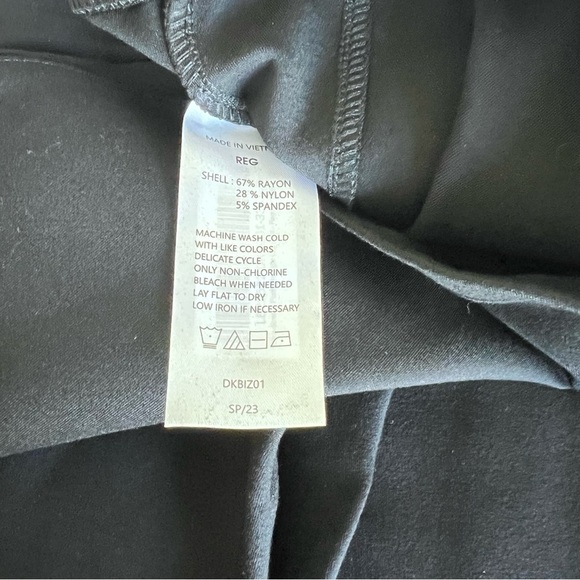 MADE IN VIET
REG
SHELL : 67% RAYON
28 % NYLON
5% SPANDEX
MACHINE WASH COLD
WITH LIKE COLORS
DELICATE CYCLE
ONLY NON-CHLORINE
BLEACH WHEN NEEDED
LAY FLAT TO DRY
LOW IRON IF NECESSARY
DKBIZ01
SP/23